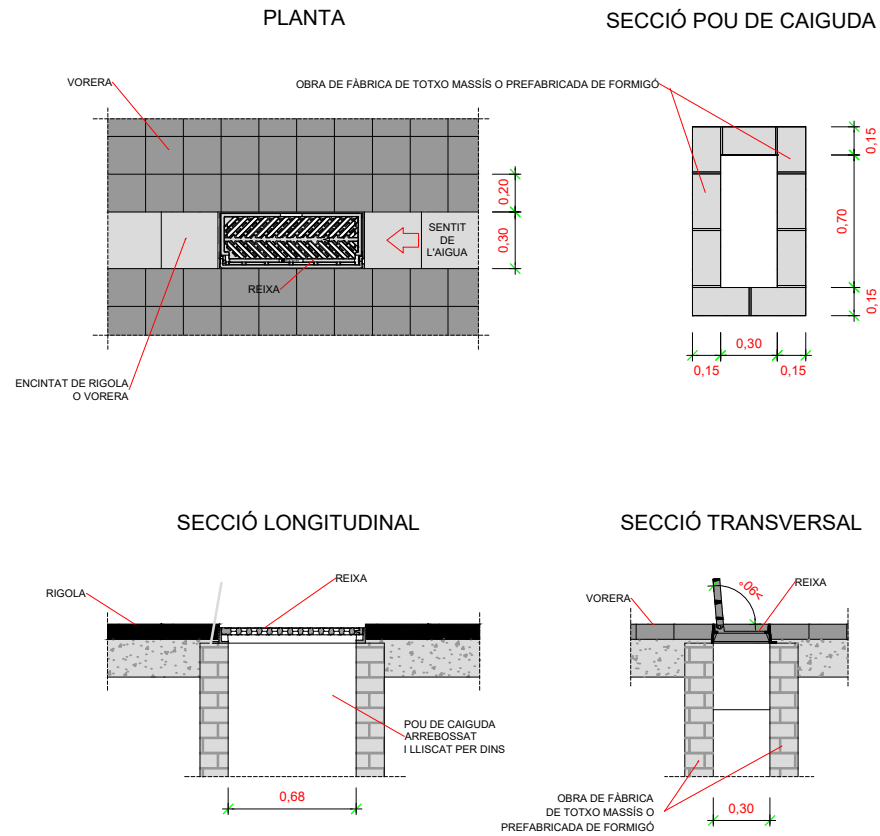 PLANTA
SECCIÓ POU DE CAIGUDA
VORERA
OBRA DE FÀBRICA DE TOTXO MASSÍS O PREFABRICADA DE FORMIGÓ
0,20
0,30
SENTIT
DE
L'AIGUA
REIXA
ENCINTAT DE RIGOLA
O VORERA
0,15
0,70
0,15
0,30
0,15
0,15
SECCIÓ LONGITUDINAL
SECCIÓ TRANSVERSAL
RIGOLA
REIXA
POU DE CAIGUDA
ARREBOSSAT
I LLISCAT PER DINS
0,68
VORERA
>90°
REIXA
OBRA DE FÀBRICA
DE TOTXO MASSÍS O
PREFABRICADA DE FORMIGÓ
0,30